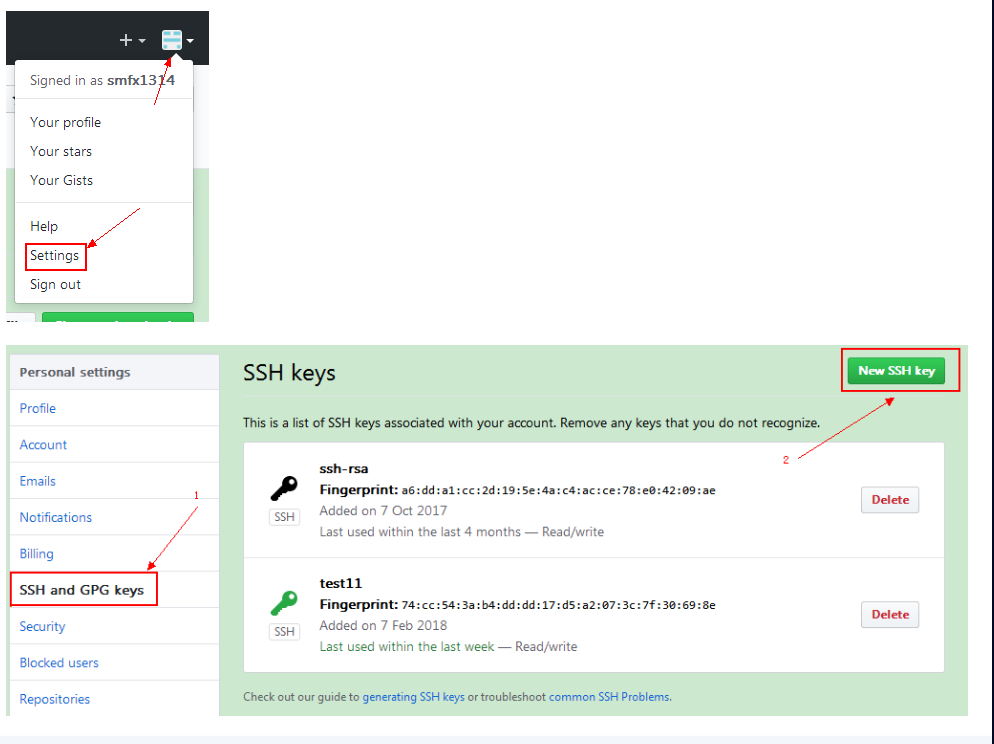 Signed in as smfx1314
Your profile
Your stars
Your Gists
Help
Settings
Sign out
Personal settings
Profile
Account
Emails
Notifications
Billing
SSH and GPG keys
Security
Blocked users
Repositories
1
SSH keys
New SSH key
2
This is a list of SSH keys associated with your account. Remove any keys that you do not recognize.
ssh-rsa
Fingerprint: a6:dd:a1:cc:2d:19:5e:4a:c4:ac:ce:78:e0:42:09:ae
Added on 7 Oct 2017
Last used within the last 4 months — Read/write
SSH
Delete
test11
Fingerprint: 74:cc:54:3a:b4:dd:dd:17:d5:a2:07:3c:7f:30:69:8e
Added on 7 Feb 2018
Last used within the last week — Read/write
SSH
Delete
Check out our guide to generating SSH keys or troubleshoot common SSH Problems.